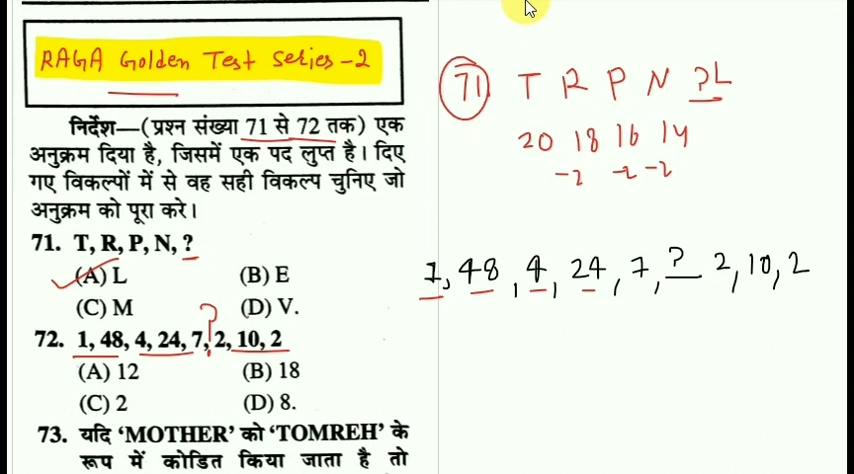 RAGA Golden Test Series -2
निर्देश—(प्रश्न संख्या 71 से 72 तक) एक
अनुक्रम दिया है, जिसमें एक पद लुप्त है। दिए
गए विकल्पों में से वह सही विकल्प चुनिए जो
अनुक्रम को पूरा करे।
71. T, R, P, N, ?
(A) L (B) E
(C) M (D) V.
?
72. 1, 48, 4, 24, 7, 2, 10, 2
(A) 12 (B) 18
(C) 2 (D) 8.
73. यदि ‘MOTHER’ को ‘TOMREH’ के
रूप में कोडित किया जाता है तो
71 T R P N ?L
20 18 16 14
-2 -2 -2
1, 48, 4, 24, 7, ? 2, 10, 2